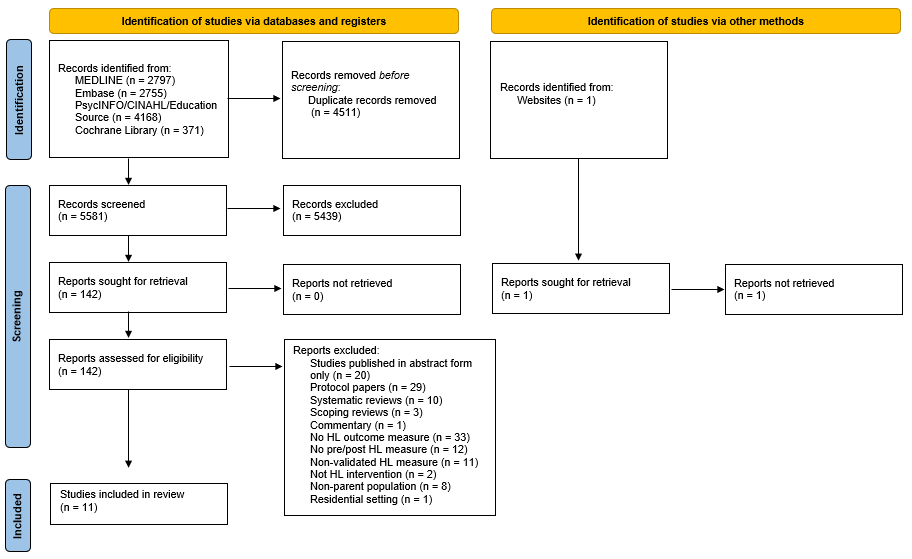 Identification of studies via databases and registers
Identification of studies via other methods
Identification
Records identified from:
MEDLINE (n = 2797)
Embase (n = 2755)
PsycINFO/CINAHL/Education
Source (n = 4168)
Cochrane Library (n = 371)
Records removed before
screening:
Duplicate records removed
(n = 4511)
Records identified from:
Websites (n = 1)
Screening
Records screened
(n = 5581)
Records excluded
(n = 5439)
Reports sought for retrieval
(n = 142)
Reports not retrieved
(n = 0)
Reports sought for retrieval
(n = 1)
Reports not retrieved
(n = 1)
Reports assessed for eligibility
(n = 142)
Reports excluded:
Studies published in abstract form
only (n = 20)
Protocol papers (n = 29)
Systematic reviews (n = 10)
Scoping reviews (n = 3)
Commentary (n = 1)
No HL outcome measure (n = 33)
No pre/post HL measure (n = 12)
Non-validated HL measure (n = 11)
Not HL intervention (n = 2)
Non-parent population (n = 8)
Residential setting (n = 1)
Included
Studies included in review
(n = 11)